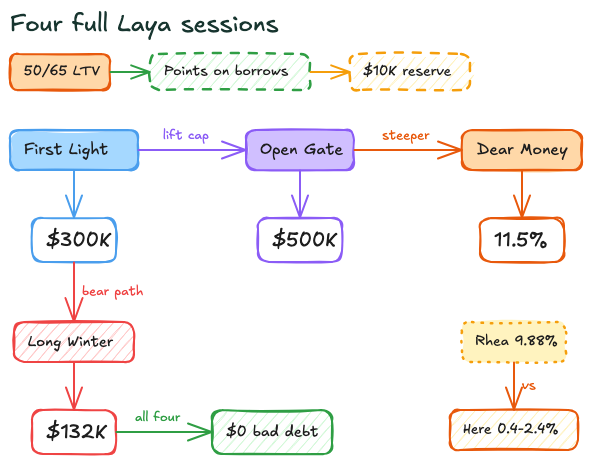 Four full Laya sessions
50/65 LTV
Points on borrows
$10K reserve
First Light
lift cap
Open Gate
steeper
Dear Money
$300K
$500K
11.5%
bear path
Long Winter
Rhea 9.88%
vs
$132K
all four
$0 bad debt
Here 0.4-2.4%